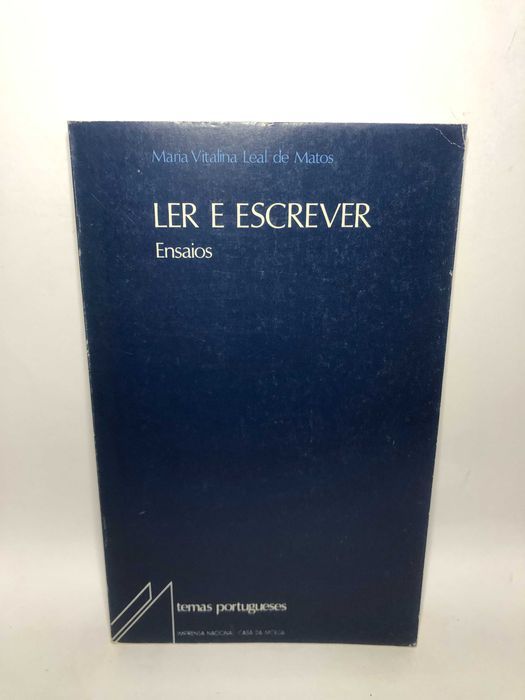 Maria Vitalina Leal de Matos
LER E ESCREVER
Ensaios
temas portugueses
IMPRENSA NACIONAL - CASA DA MOEDA